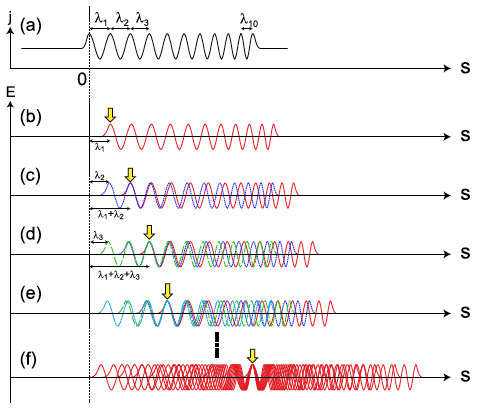 j
(a) λ1 λ2 λ3 λ10
S
0
E
(b)
λ1
S
(c) λ2
λ1+λ2
S
(d)
λ3
λ1+λ2+λ3
S
(e)
S
(f)
S